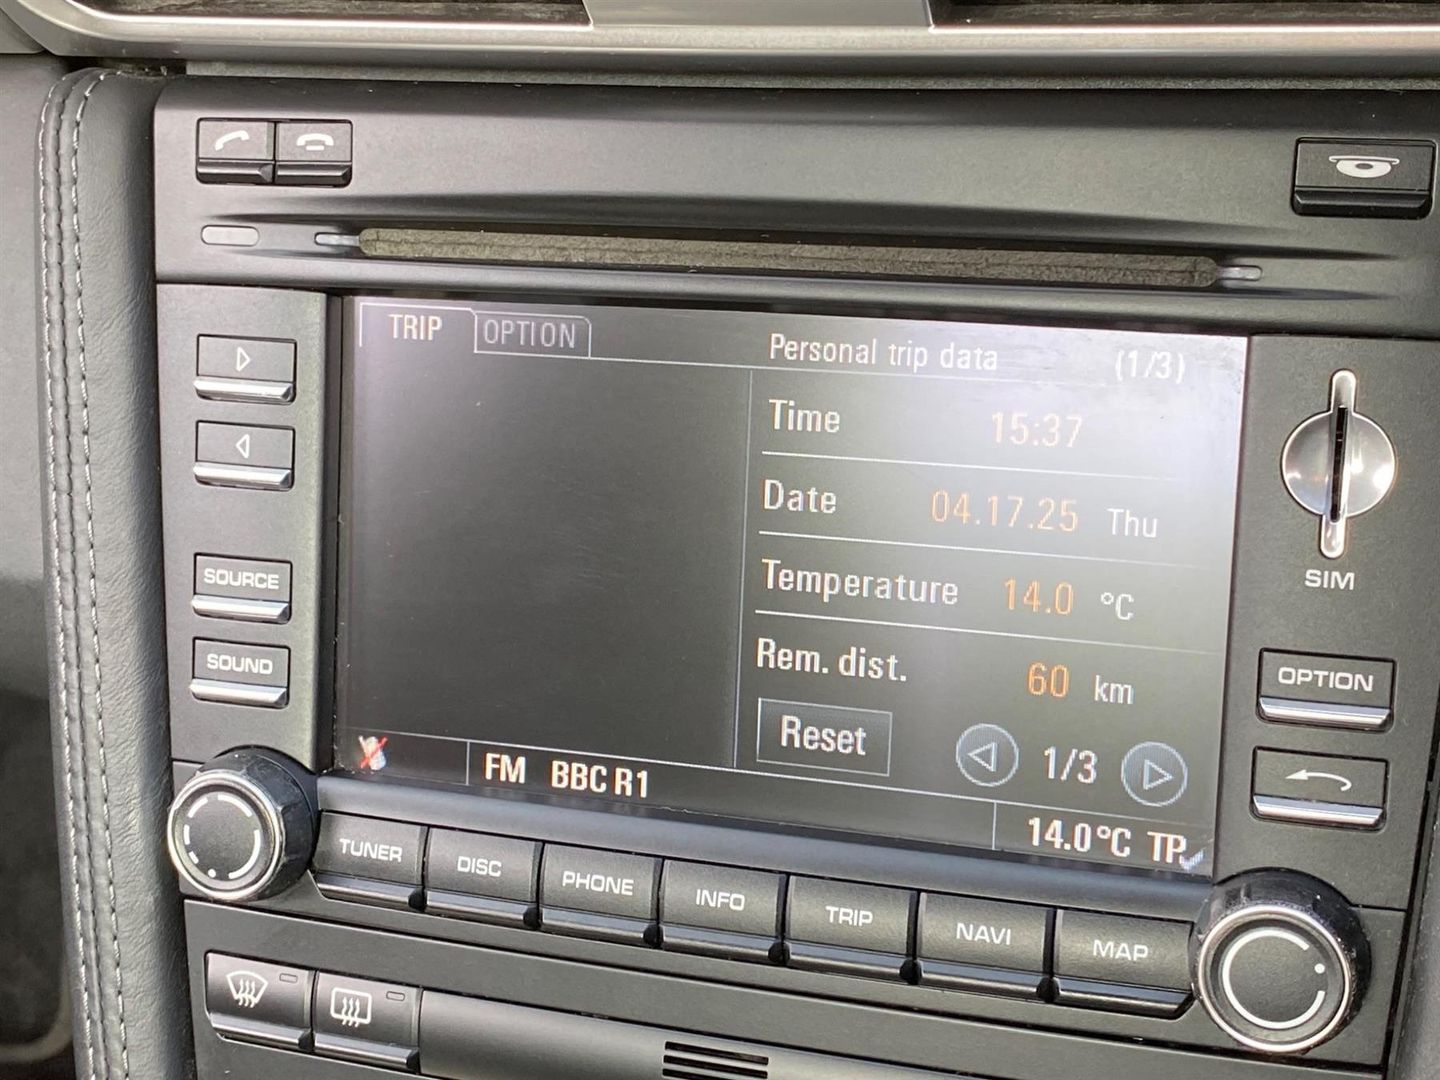 TRIP OPTION
Personal trip data (1/3)
Time 15:37
Date 04.17.25 Thu
Temperature 14.0 °C
Rem. dist. 60 km
Reset 1/3
FM BBC R1
14.0°C TP
SOURCE
SOUND
SIM
OPTION
TUNER DISC PHONE INFO TRIP NAVI MAP